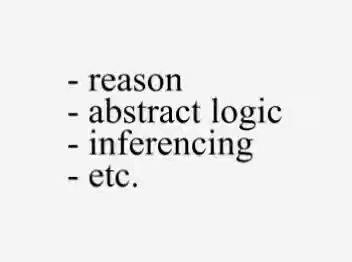 - reason
- abstract logic
- inferencing
- etc.